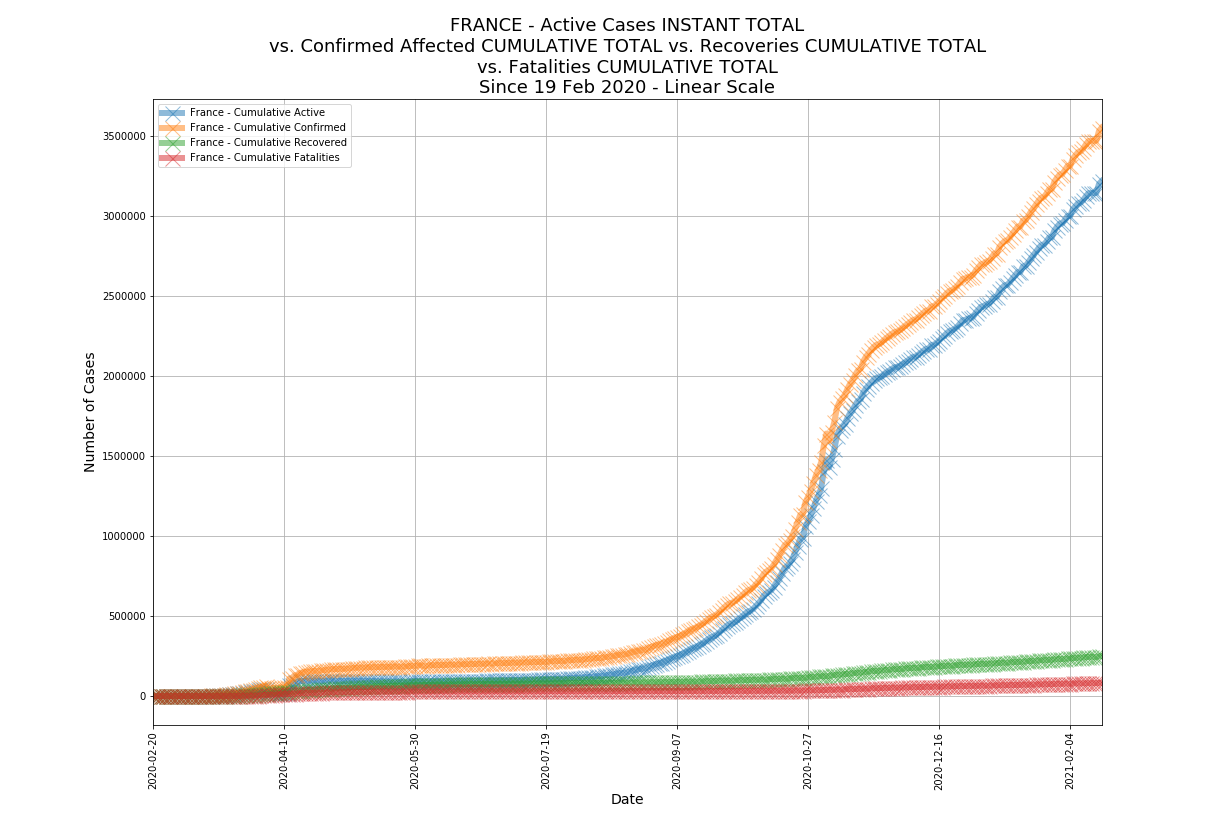 FRANCE - Active Cases INSTANT TOTAL
vs. Confirmed Affected CUMULATIVE TOTAL vs. Recoveries CUMULATIVE TOTAL
vs. Fatalities CUMULATIVE TOTAL
Since 19 Feb 2020 - Linear Scale
France - Cumulative Active
France - Cumulative Confirmed
France - Cumulative Recovered
France - Cumulative Fatalities
3500000
3000000
2500000
2000000
1500000
1000000
500000
0
Number of Cases
2020-02-20
2020-04-10
2020-05-30
2020-07-19
2020-09-07
2020-10-27
2020-12-16
2021-02-04
Date